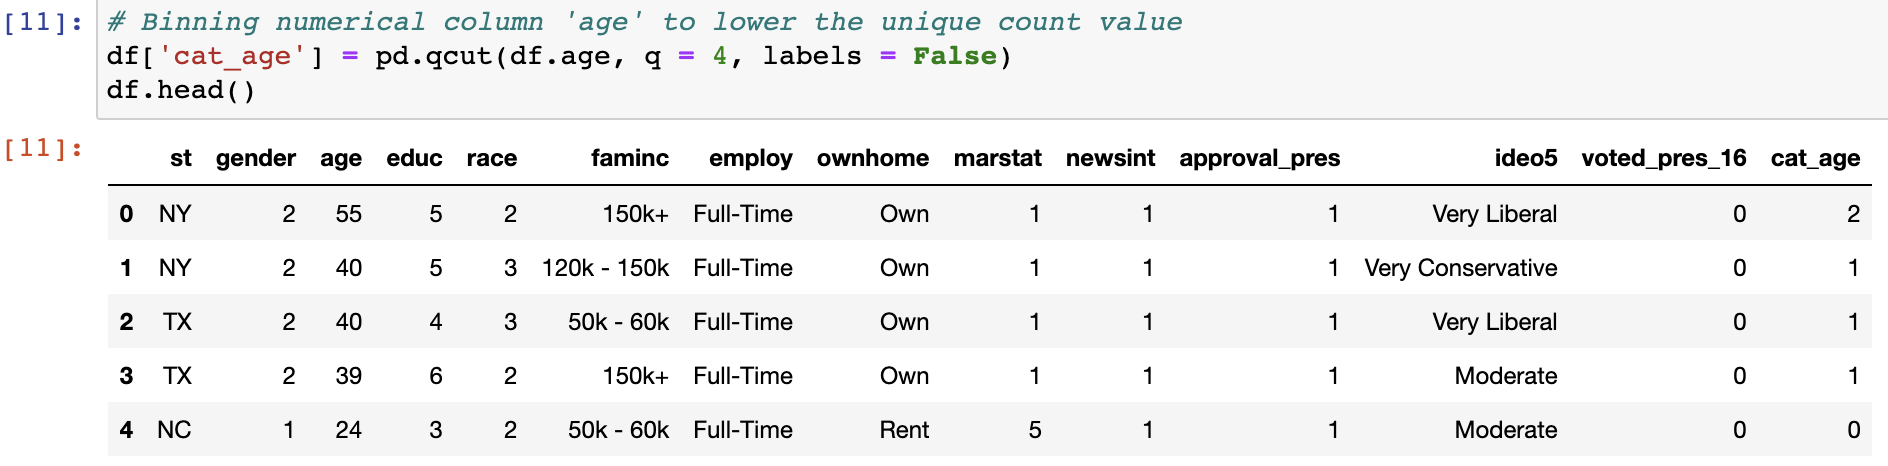 [11]: # Binning numerical column 'age' to lower the unique count value
df['cat_age'] = pd.qcut(df.age, q = 4, labels = False)
df.head()
[11]: st gender age educ race faminc employ ownhome marstat newsint approval_pres ideo5 voted_pres_16 cat_age
0 NY 2 55 5 2 150k+ Full-Time Own 1 1 1 Very Liberal 0 2
1 NY 2 40 5 3 120k - 150k Full-Time Own 1 1 1 Very Conservative 0 1
2 TX 2 40 4 3 50k - 60k Full-Time Own 1 1 1 Very Liberal 0 1
3 TX 2 39 6 2 150k+ Full-Time Own 1 1 1 Moderate 0 1
4 NC 1 24 3 2 50k - 60k Full-Time Rent 5 1 1 Moderate 0 0